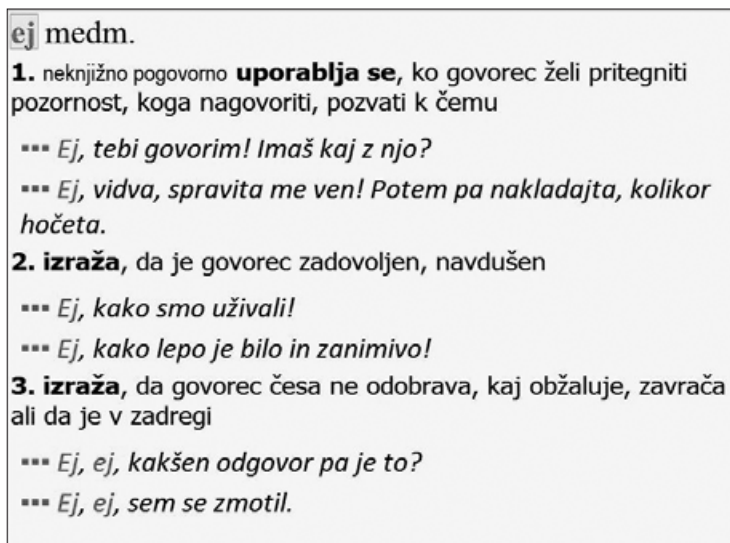 ej medm.
1. neknjižno pogovorno uporablja se, ko govorec želi pritegniti
pozornost, koga nagovoriti, pozvati k čemu
▪▪▪ Ej, tebi govorim! Imaš kaj z njo?
▪▪▪ Ej, vidva, spravita me ven! Potem pa nakladajta, kolikor
hočeta.
2. izraža, da je govorec zadovoljen, navdušen
▪▪▪ Ej, kako smo uživali!
▪▪▪ Ej, kako lepo je bilo in zanimivo!
3. izraža, da govorec česa ne odobrava, kaj obžaluje, zavrača
ali da je v zadregi
▪▪▪ Ej, ej, kakšen odgovor pa je to?
▪▪▪ Ej, ej, sem se zmotil.